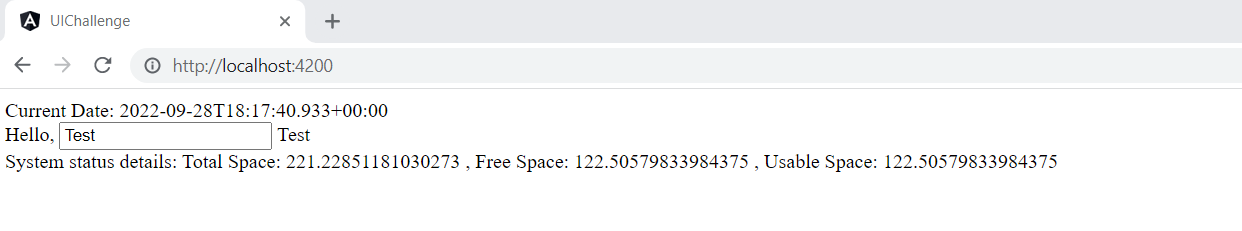 UIChallenge
http://localhost:4200
Current Date: 2022-09-28T18:17:40.933+00:00
Hello, Test Test
System status details: Total Space: 221.22851181030273 , Free Space: 122.50579833984375 , Usable Space: 122.50579833984375